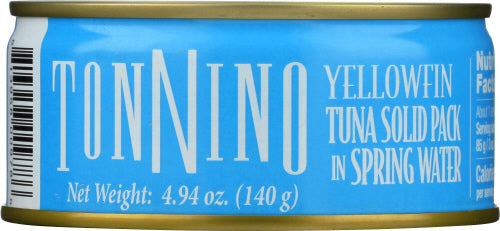 TONNINO
YELLOWFIN
TUNA SOLID PACK
IN SPRING WATER
Net Weight: 4.94 oz. (140 g)